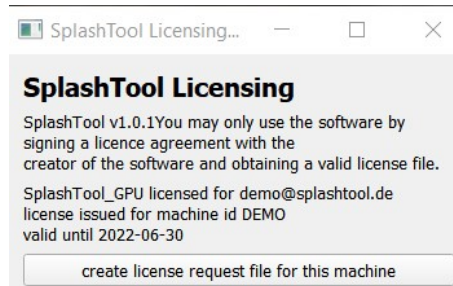 SplashTool Licensing...
SplashTool Licensing
SplashTool v1.0.1You may only use the software by
signing a licence agreement with the
creator of the software and obtaining a valid license file.
SplashTool_GPU licensed for demo@splashtool.de
license issued for machine id DEMO
valid until 2022-06-30
create license request file for this machine